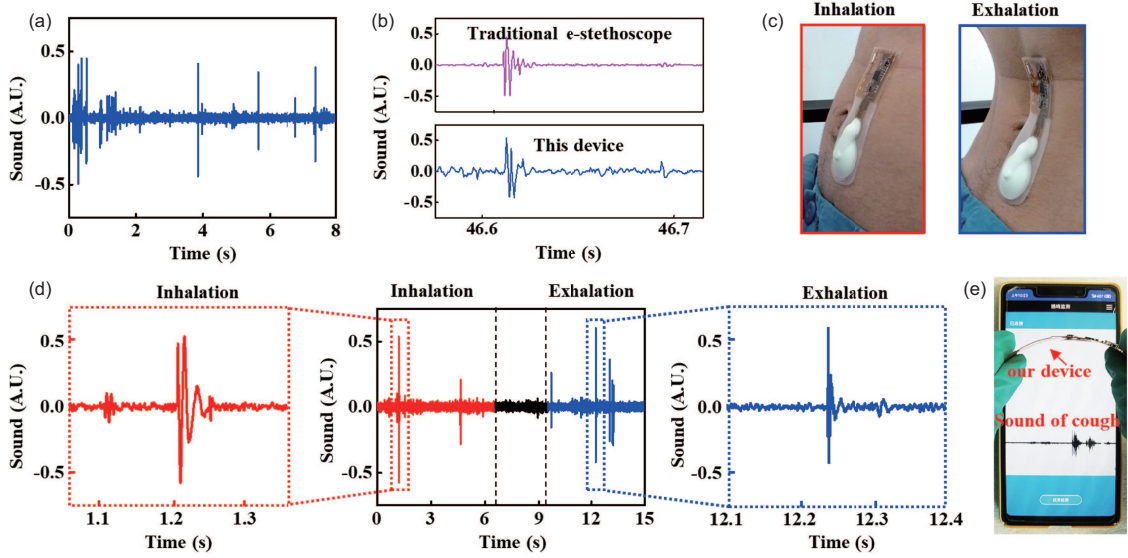 (a)
Sound (A.U.)
0.5
0.0
-0.5
0 2 4 6 8
Time (s)
(b)
Traditional e-stethoscope
Sound (A.U.)
0.5
0.0
-0.5
This device
0.5
0.0
-0.5
46.6 46.7
Time (s)
(c)
Inhalation Exhalation
(d)
Inhalation
Sound (A.U.)
0.5
0.0
-0.5
1.1 1.2 1.3
Time (s)
Inhalation Exhalation
Sound (A.U.)
0.5
0.0
-0.5
0 3 6 9 12 15
Time (s)
Exhalation
Sound (A.U.)
0.5
0.0
-0.5
12.1 12.2 12.3 12.4
Time (s)
(e)
our device
Sound of cough